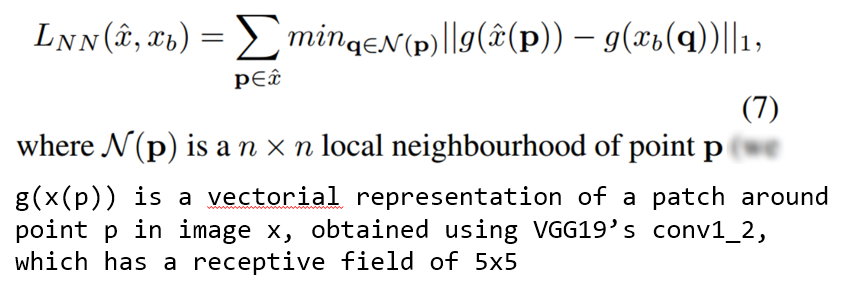 L_{NN}(x̂, x_b) = ∑_{p∈x̂} min_{q∈𝒩(p)} ||g(x̂(p)) − g(x_b(q))||_1,
(7)
where 𝒩(p) is a n × n local neighbourhood of point p
g(x(p)) is a vectorial representation of a patch around
point p in image x, obtained using VGG19’s conv1_2,
which has a receptive field of 5x5